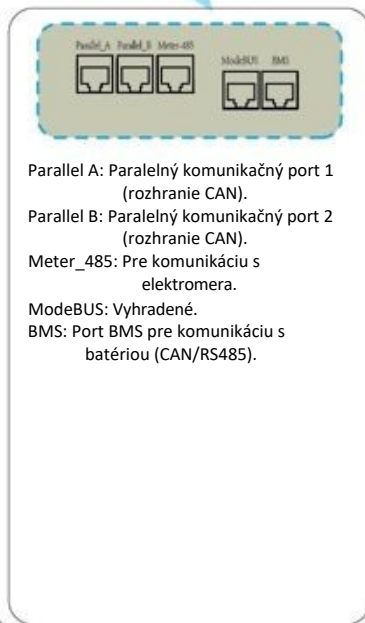 Parallel_A Parallel_B Meter-485
ModeBUS BMS
Parallel A: Paralelný komunikačný port 1
(rozhranie CAN).
Parallel B: Paralelný komunikačný port 2
(rozhranie CAN).
Meter_485: Pre komunikáciu s
elektromera.
ModeBUS: Vyhradené.
BMS: Port BMS pre komunikáciu s
batériou (CAN/RS485).